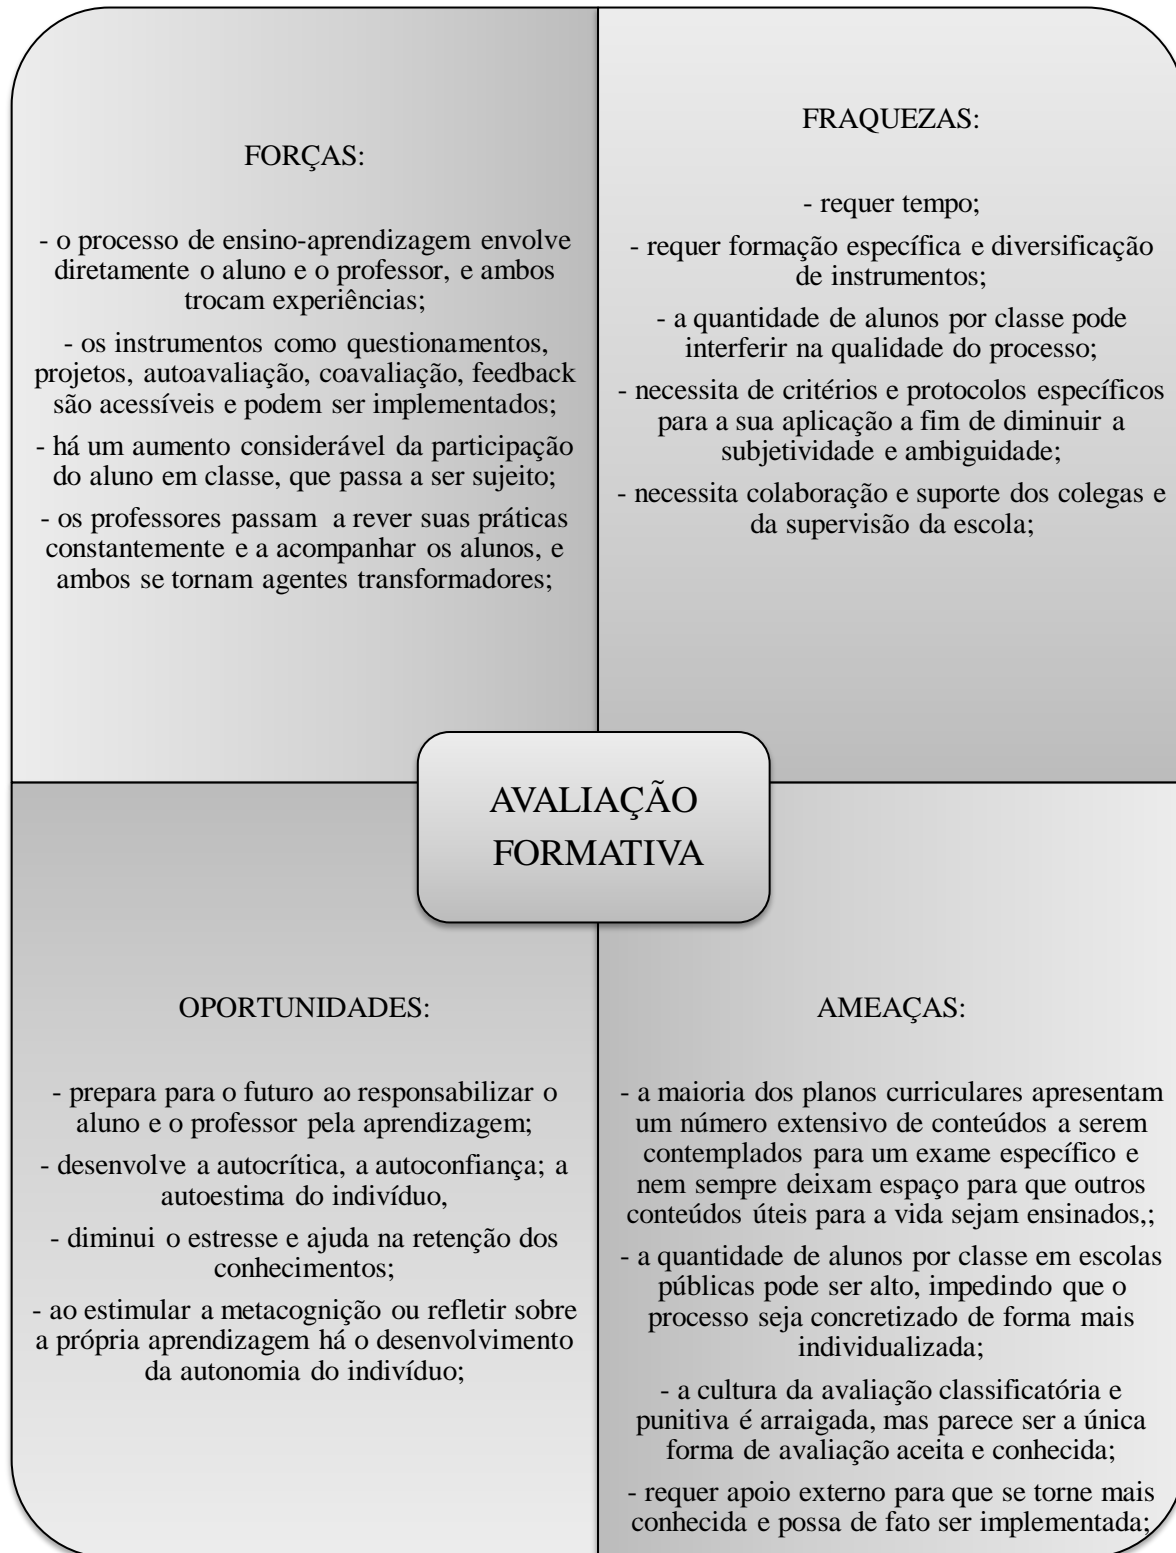 FORÇAS:
- o processo de ensino-aprendizagem envolve
diretamente o aluno e o professor, e ambos
trocam experiências;
- os instrumentos como questionamentos,
projetos, autoavaliação, coavaliação, feedback
são acessíveis e podem ser implementados;
- há um aumento considerável da participação
do aluno em classe, que passa a ser sujeito;
- os professores passam a rever suas práticas
constantemente e a acompanhar os alunos, e
ambos se tornam agentes transformadores;
FRAQUEZAS:
- requer tempo;
- requer formação específica e diversificação
de instrumentos;
- a quantidade de alunos por classe pode
interferir na qualidade do processo;
- necessita de critérios e protocolos específicos
para a sua aplicação a fim de diminuir a
subjetividade e ambiguidade;
- necessita colaboração e suporte dos colegas e
da supervisão da escola;
AVALIAÇÃO
FORMATIVA
OPORTUNIDADES:
- prepara para o futuro ao responsabilizar o
aluno e o professor pela aprendizagem;
- desenvolve a autocrítica, a autoconfiança; a
autoestima do indivíduo,
- diminui o estresse e ajuda na retenção dos
conhecimentos;
- ao estimular a metacognição ou refletir sobre
a própria aprendizagem há o desenvolvimento
da autonomia do indivíduo;
AMEAÇAS:
- a maioria dos planos curriculares apresentam
um número extensivo de conteúdos a serem
contemplados para um exame específico e
nem sempre deixam espaço para que outros
conteúdos úteis para a vida sejam ensinados,;
- a quantidade de alunos por classe em escolas
públicas pode ser alto, impedindo que o
processo seja concretizado de forma mais
individualizada;
- a cultura da avaliação classificatória e
punitiva é arraigada, mas parece ser a única
forma de avaliação aceita e conhecida;
- requer apoio externo para que se torne mais
conhecida e possa de fato ser implementada;